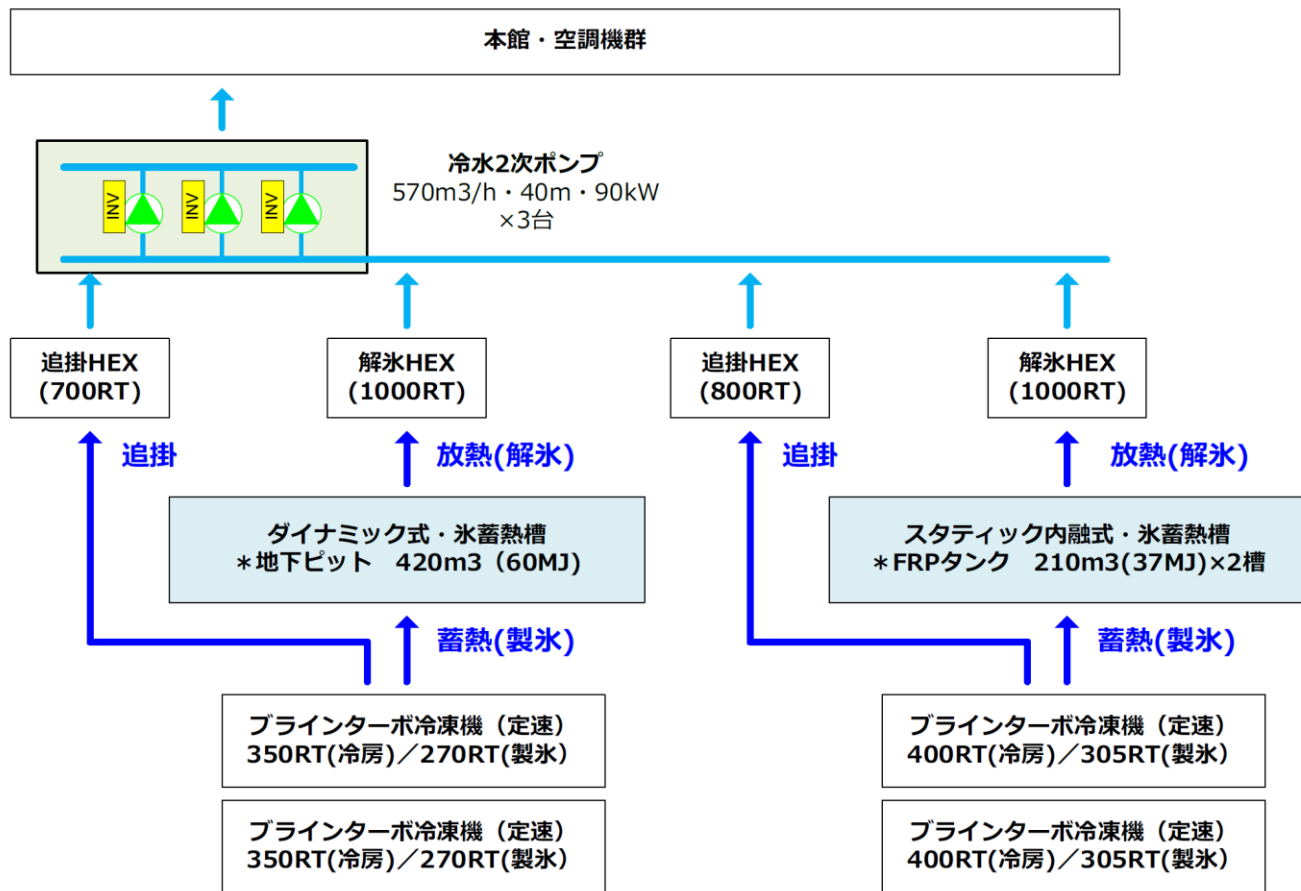 本館・空調機群
冷水2次ポンプ
570m3/h・40m・90kW
×3台
INV
INV
INV
追掛HEX
(700RT)
解氷HEX
(1000RT)
追掛HEX
(800RT)
解氷HEX
(1000RT)
追掛
放熱(解氷)
追掛
放熱(解氷)
ダイナミック式・氷蓄熱槽
＊地下ピット　420m3（60MJ)
スタティック内融式・氷蓄熱槽
＊FRPタンク　210m3(37MJ)×2槽
蓄熱(製氷)
蓄熱(製氷)
ブラインターボ冷凍機（定速）
350RT(冷房)／270RT(製氷）
ブラインターボ冷凍機（定速）
400RT(冷房)／305RT(製氷）
ブラインターボ冷凍機（定速）
350RT(冷房)／270RT(製氷）
ブラインターボ冷凍機（定速）
400RT(冷房)／305RT(製氷）